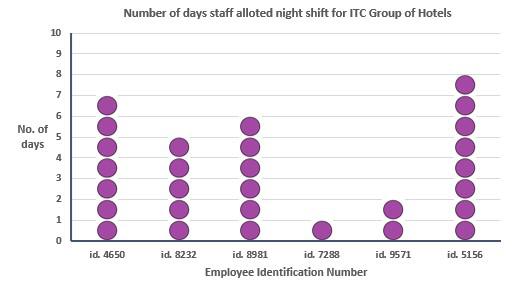 Number of days staff alloted night shift for ITC Group of Hotels
10
9
8
7
6
5
4
3
2
1
0
No. of
days
id. 4650 id. 8232 id. 8981 id. 7288 id. 9571 id. 5156
Employee Identification Number